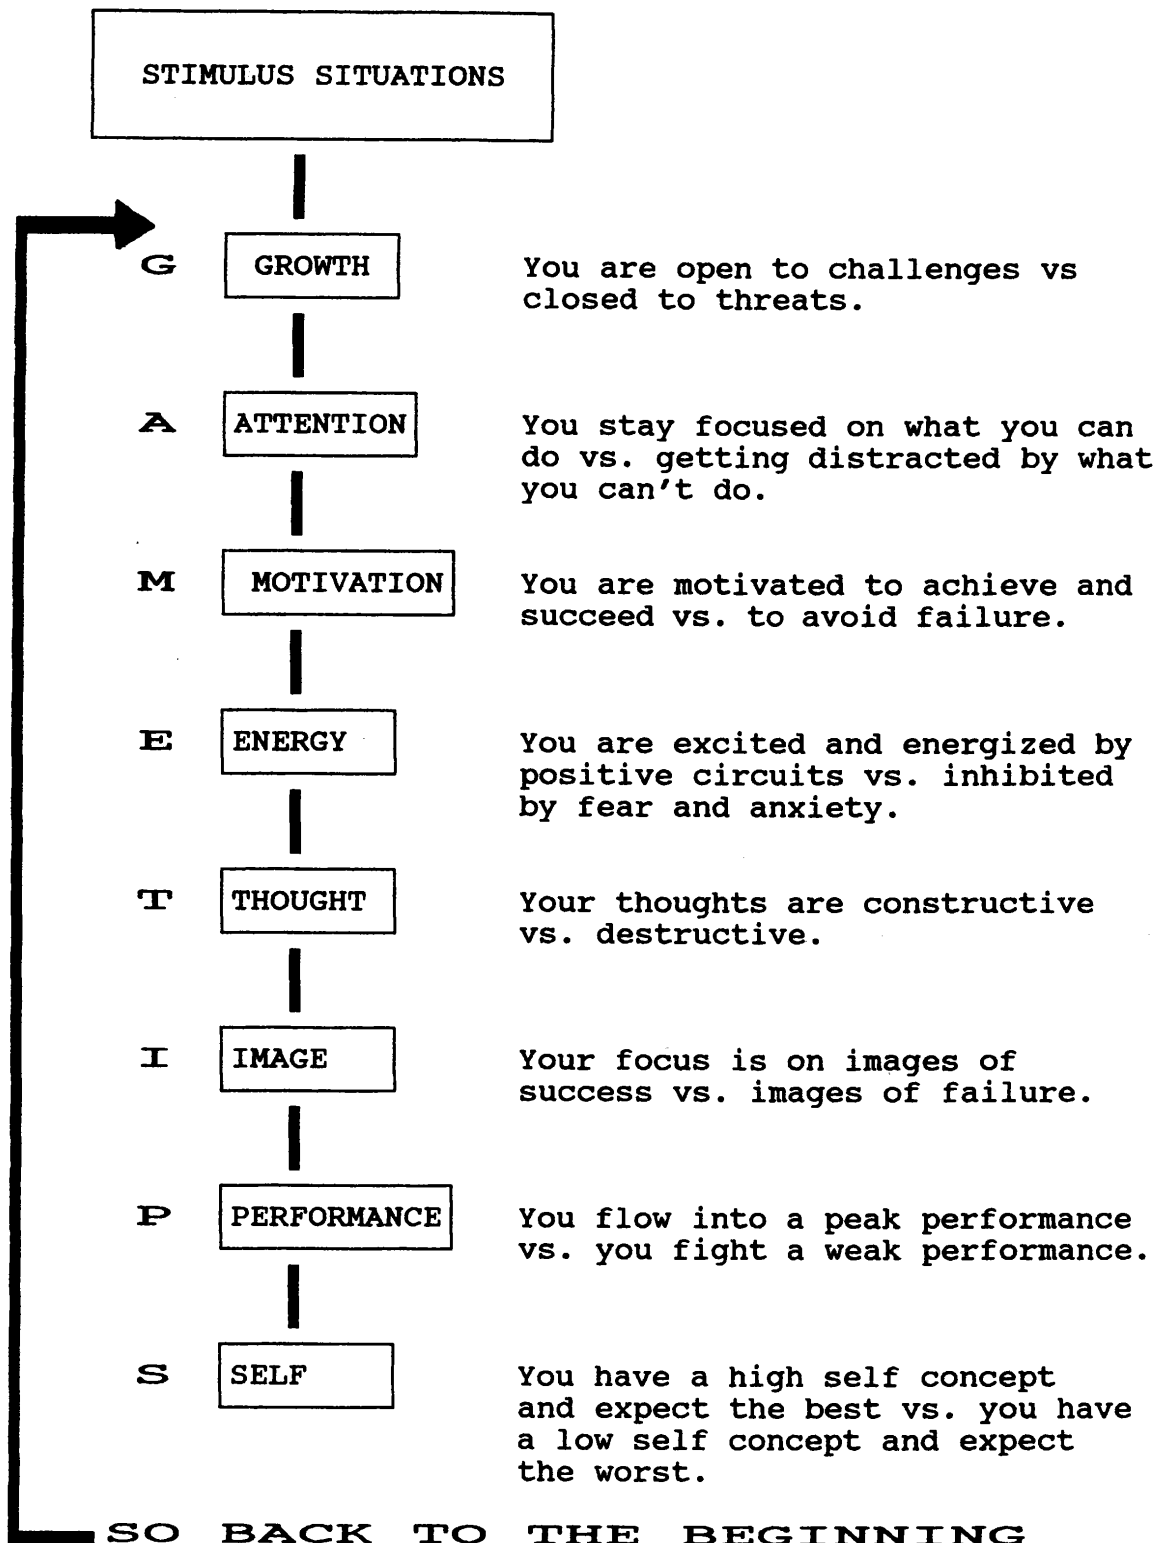 STIMULUS SITUATIONS
G GROWTH You are open to challenges vs
closed to threats.
A ATTENTION You stay focused on what you can
do vs. getting distracted by what
you can't do.
M MOTIVATION You are motivated to achieve and
succeed vs. to avoid failure.
E ENERGY You are excited and energized by
positive circuits vs. inhibited
by fear and anxiety.
T THOUGHT Your thoughts are constructive
vs. destructive.
I IMAGE Your focus is on images of
success vs. images of failure.
P PERFORMANCE You flow into a peak performance
vs. you fight a weak performance.
S SELF You have a high self concept
and expect the best vs. you have
a low self concept and expect
the worst.
SO BACK TO THE BEGINNING